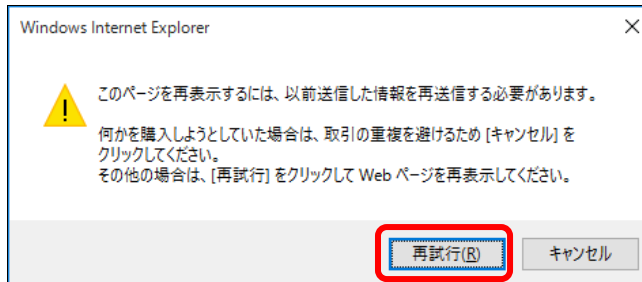 Windows Internet Explorer
このページを再表示するには、以前送信した情報を再送信する必要があります。
何かを購入しようとしていた場合は、取引の重複を避けるため [キャンセル] を
クリックしてください。
その他の場合は、[再試行] をクリックして Web ページを再表示してください。
再試行(R) キャンセル